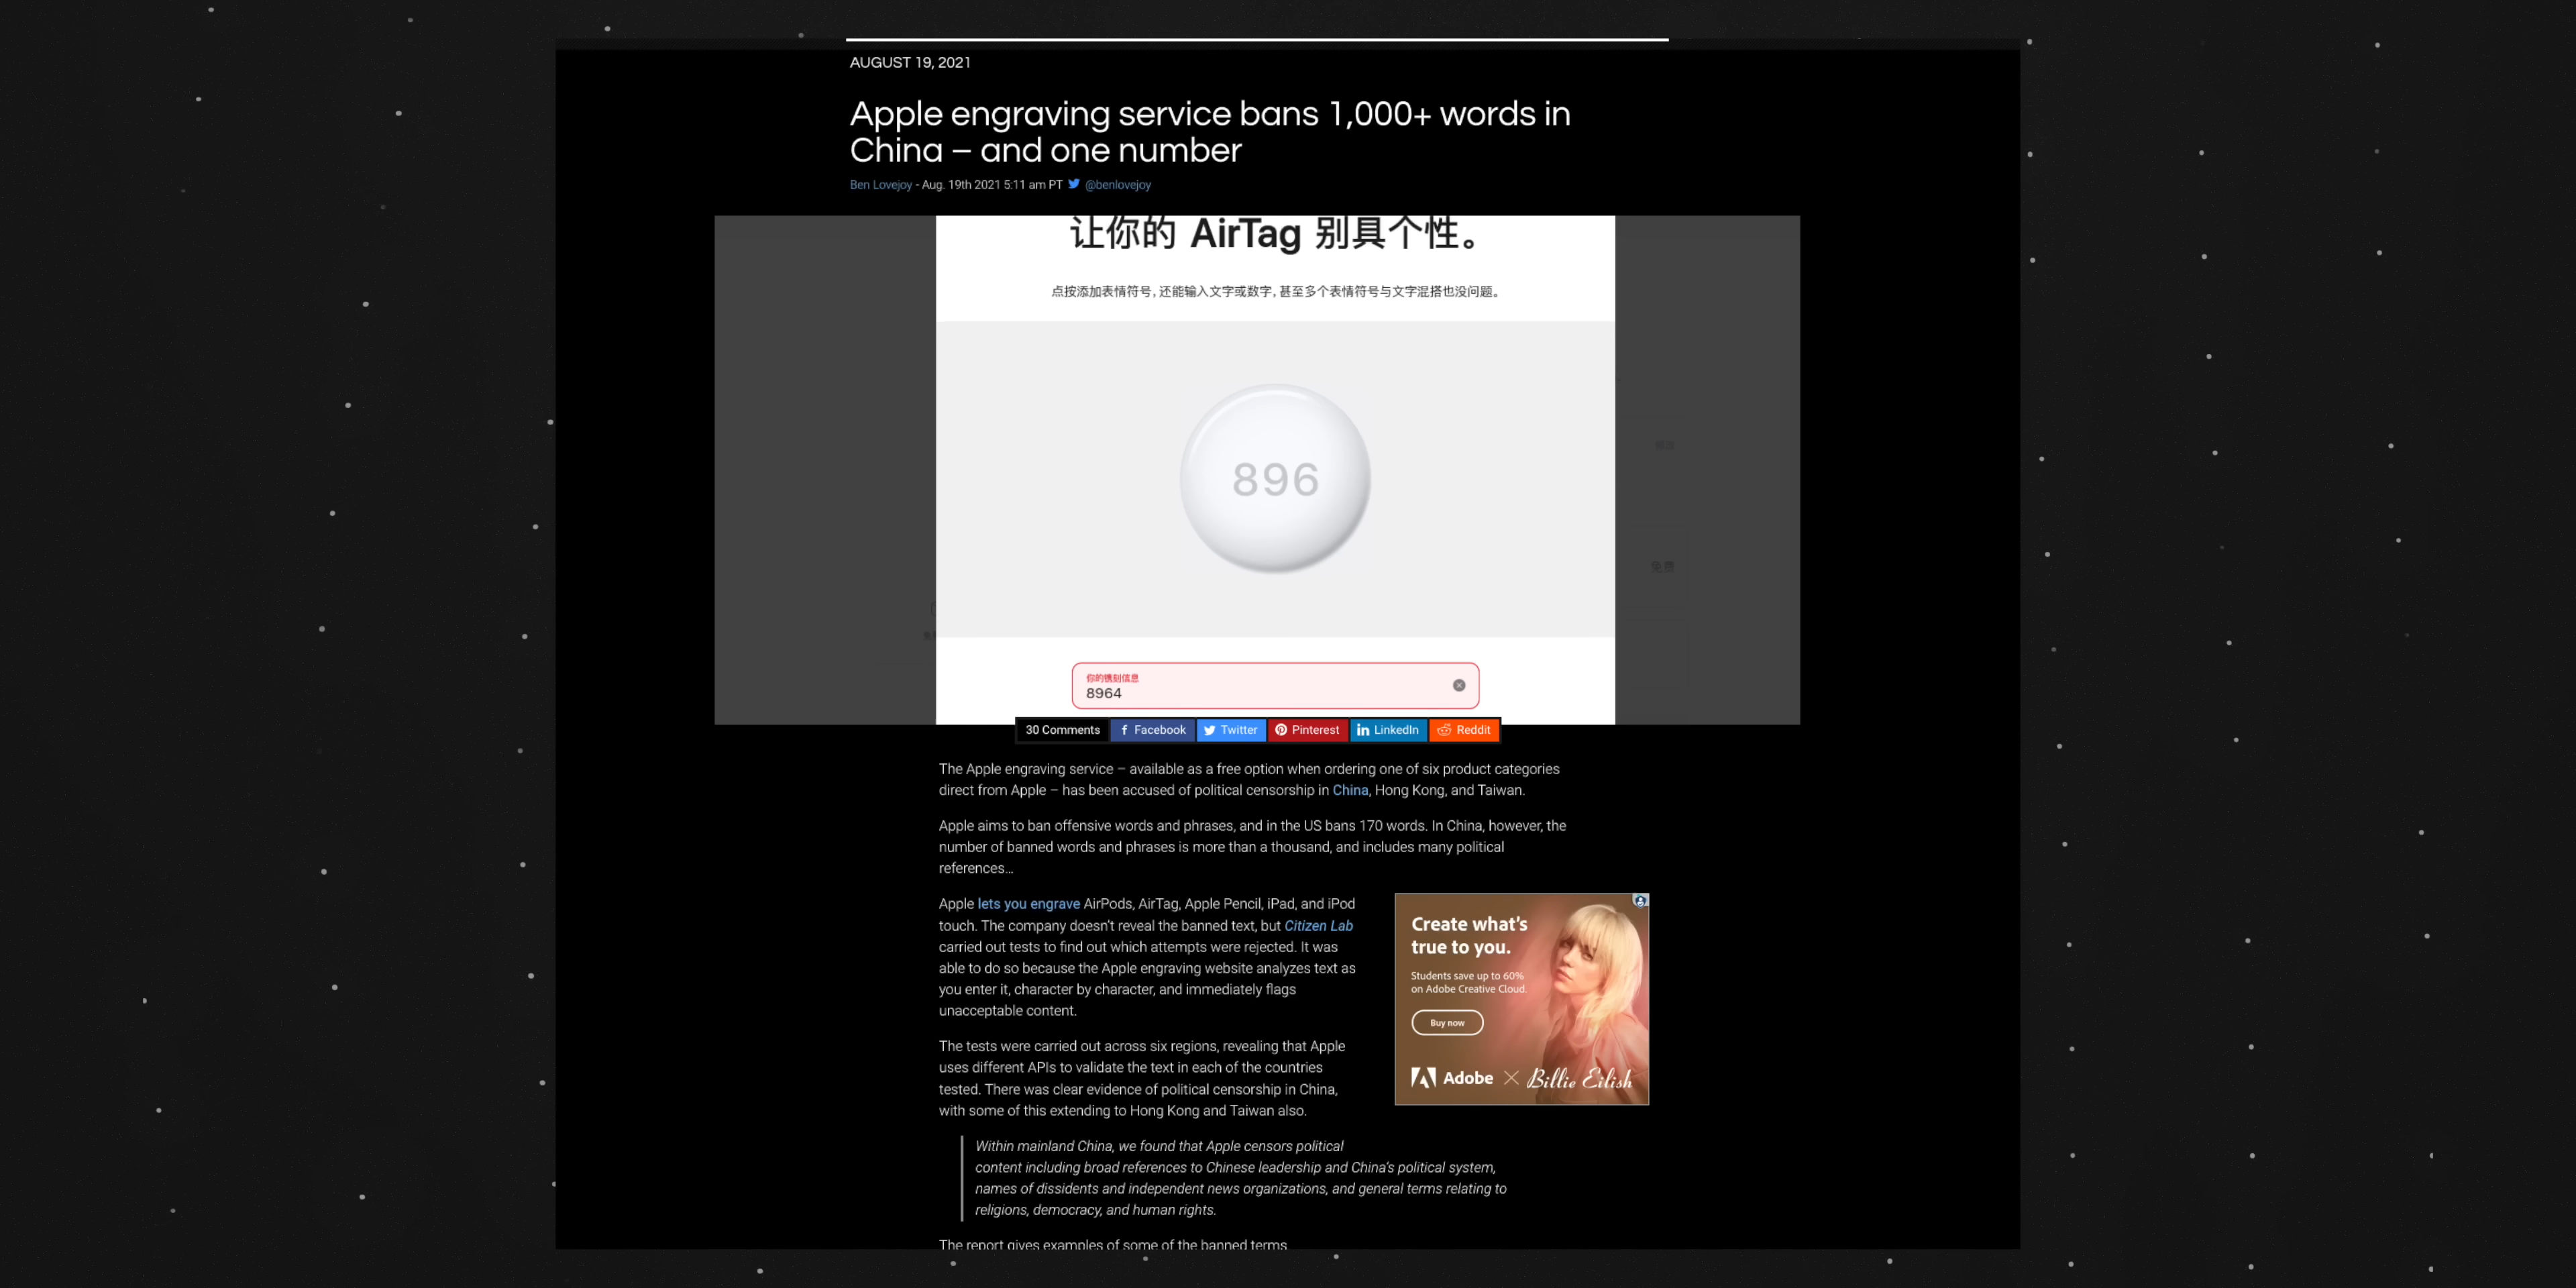 AUGUST 19, 2021
Apple engraving service bans 1,000+ words in
China – and one number
Ben Lovejoy - Aug. 19th 2021 5:11 am PT @benlovejoy
让你的 AirTag 别具个性。
点按添加表情符号，还能输入文字或数字，甚至多个表情符号与文字混搭也没问题。
896
免费
你的镌刻信息
8964
30 Comments Facebook Twitter Pinterest LinkedIn Reddit
The Apple engraving service – available as a free option when ordering one of six product categories
direct from Apple – has been accused of political censorship in China, Hong Kong, and Taiwan.
Apple aims to ban offensive words and phrases, and in the US bans 170 words. In China, however, the
number of banned words and phrases is more than a thousand, and includes many political
references…
Apple lets you engrave AirPods, AirTag, Apple Pencil, iPad, and iPod
touch. The company doesn't reveal the banned text, but Citizen Lab
carried out tests to find out which attempts were rejected. It was
able to do so because the Apple engraving website analyzes text as
you enter it, character by character, and immediately flags
unacceptable content.
The tests were carried out across six regions, revealing that Apple
uses different APIs to validate the text in each of the countries
tested. There was clear evidence of political censorship in China,
with some of this extending to Hong Kong and Taiwan also.
Create what's
true to you.
Students save up to 60%
on Adobe Creative Cloud.
Buy now
Adobe × Billie Eilish
Within mainland China, we found that Apple censors political
content including broad references to Chinese leadership and China's political system,
names of dissidents and independent news organizations, and general terms relating to
religions, democracy, and human rights.
The report gives examples of some of the banned terms